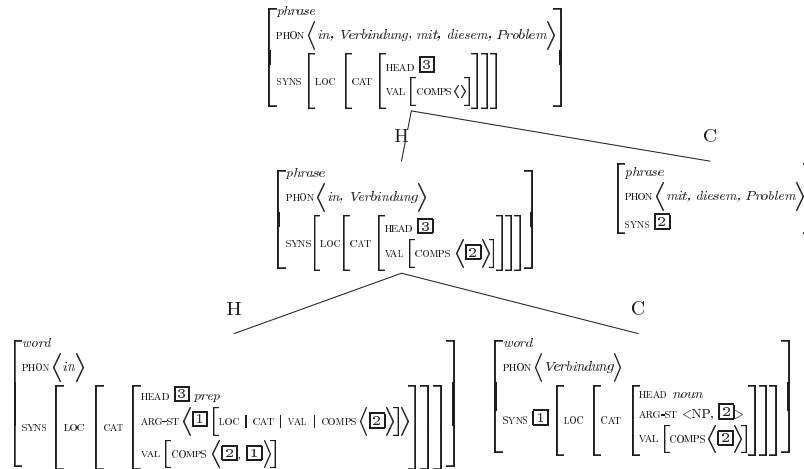 phrase
PHON ⟨in, Verbindung, mit, diesem, Problem⟩
HEAD 3
SYNS LOC CAT
VAL [COMPS ⟨⟩]
H C
phrase
PHON ⟨in, Verbindung⟩
HEAD 3
SYNS LOC CAT
VAL [COMPS ⟨2⟩]
phrase
PHON ⟨mit, diesem, Problem⟩
SYNS 2
H C
word
PHON ⟨in⟩
HEAD 3 prep
ARG-ST ⟨1 [LOC | CAT | VAL | COMPS ⟨2⟩]⟩
SYNS LOC CAT
VAL [COMPS ⟨2, 1⟩]
word
PHON ⟨Verbindung⟩
HEAD noun
SYNS 1 LOC CAT
ARG-ST <NP, 2>
VAL [COMPS ⟨2⟩]